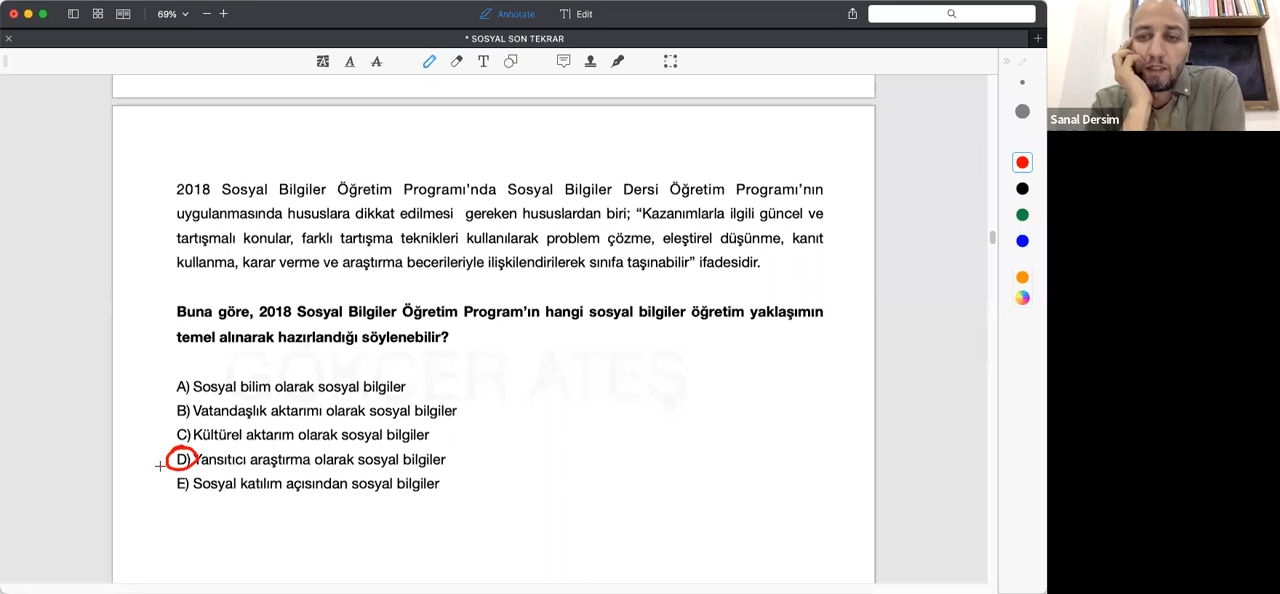 69%
Annotate
Edit
* SOSYAL SON TEKRAR
Sanal Dersim
2018 Sosyal Bilgiler Öğretim Programı’nda Sosyal Bilgiler Dersi Öğretim Programı’nın
uygulanmasında hususlara dikkat edilmesi gereken hususlardan biri; “Kazanımlarla ilgili güncel ve
tartışmalı konular, farklı tartışma teknikleri kullanılarak problem çözme, eleştirel düşünme, kanıt
kullanma, karar verme ve araştırma becerileriyle ilişkilendirilerek sınıfa taşınabilir” ifadesidir.
Buna göre, 2018 Sosyal Bilgiler Öğretim Program’ın hangi sosyal bilgiler öğretim yaklaşımın
temel alınarak hazırlandığı söylenebilir?
GÖKÇER ATEŞ
A) Sosyal bilim olarak sosyal bilgiler
B) Vatandaşlık aktarımı olarak sosyal bilgiler
C) Kültürel aktarım olarak sosyal bilgiler
D) Yansıtıcı araştırma olarak sosyal bilgiler
E) Sosyal katılım açısından sosyal bilgiler